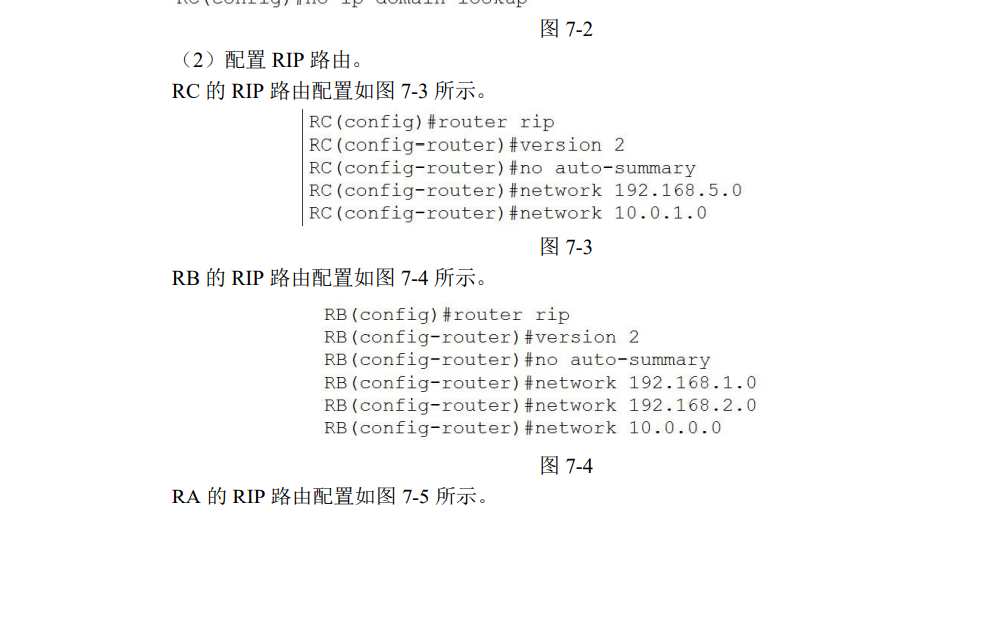 RC(config)#no ip domain lookup
图 7-2
（2）配置 RIP 路由。
RC 的 RIP 路由配置如图 7-3 所示。
RC(config)#router rip
RC(config-router)#version 2
RC(config-router)#no auto-summary
RC(config-router)#network 192.168.5.0
RC(config-router)#network 10.0.1.0
图 7-3
RB 的 RIP 路由配置如图 7-4 所示。
RB(config)#router rip
RB(config-router)#version 2
RB(config-router)#no auto-summary
RB(config-router)#network 192.168.1.0
RB(config-router)#network 192.168.2.0
RB(config-router)#network 10.0.0.0
图 7-4
RA 的 RIP 路由配置如图 7-5 所示。